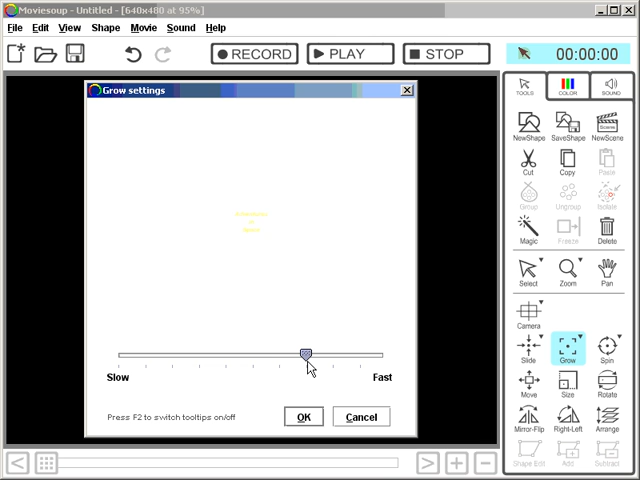 Moviesoup - Untitled - [640x480 at 95%]
File Edit View Shape Movie Sound Help
RECORD PLAY STOP 00:00:00
Grow settings
TOOLS COLOR SOUND
NewShape SaveShape NewScene
Cut Copy Paste
Group Ungroup Isolate
Magic Freeze Delete
Select Zoom Pan
Camera
Slide Grow Spin
Move Size Rotate
Mirror-Flip Right-Left Arrange
Shape Edit Add Subtract
Slow Fast
Press F2 to switch tooltips on/off OK Cancel